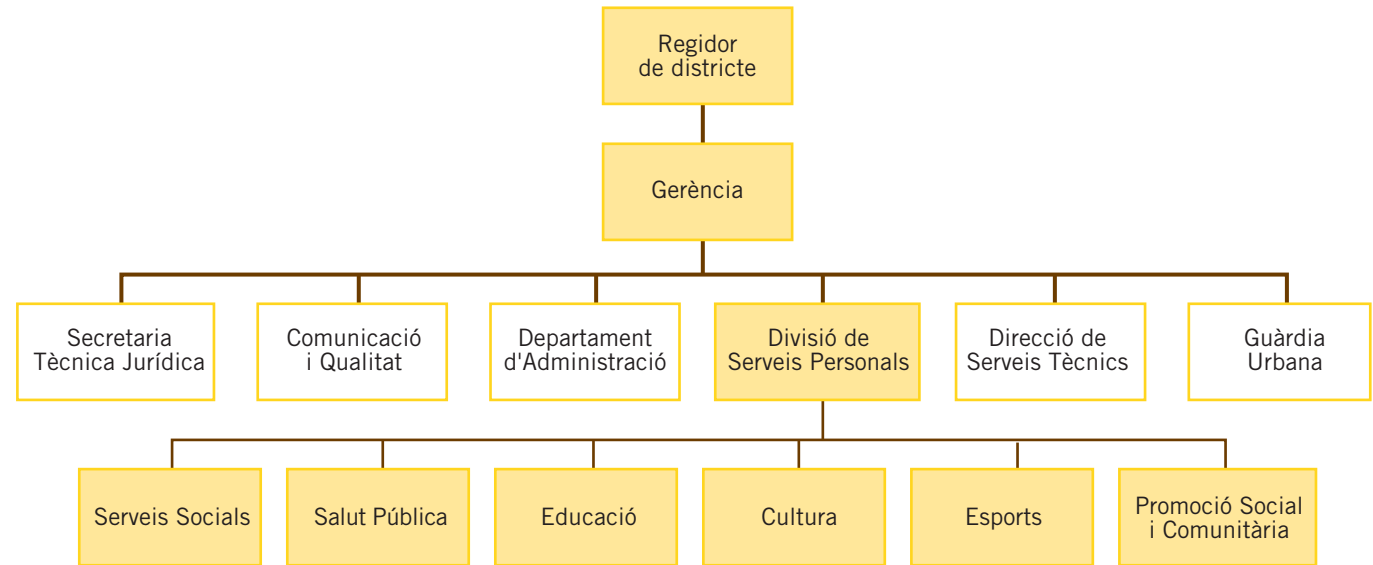 Regidor
de districte
Gerència
Secretaria
Tècnica Jurídica
Comunicació
i Qualitat
Departament
d'Administració
Divisió de
Serveis Personals
Direcció de
Serveis Tècnics
Guàrdia
Urbana
Serveis Socials
Salut Pública
Educació
Cultura
Esports
Promoció Social
i Comunitària